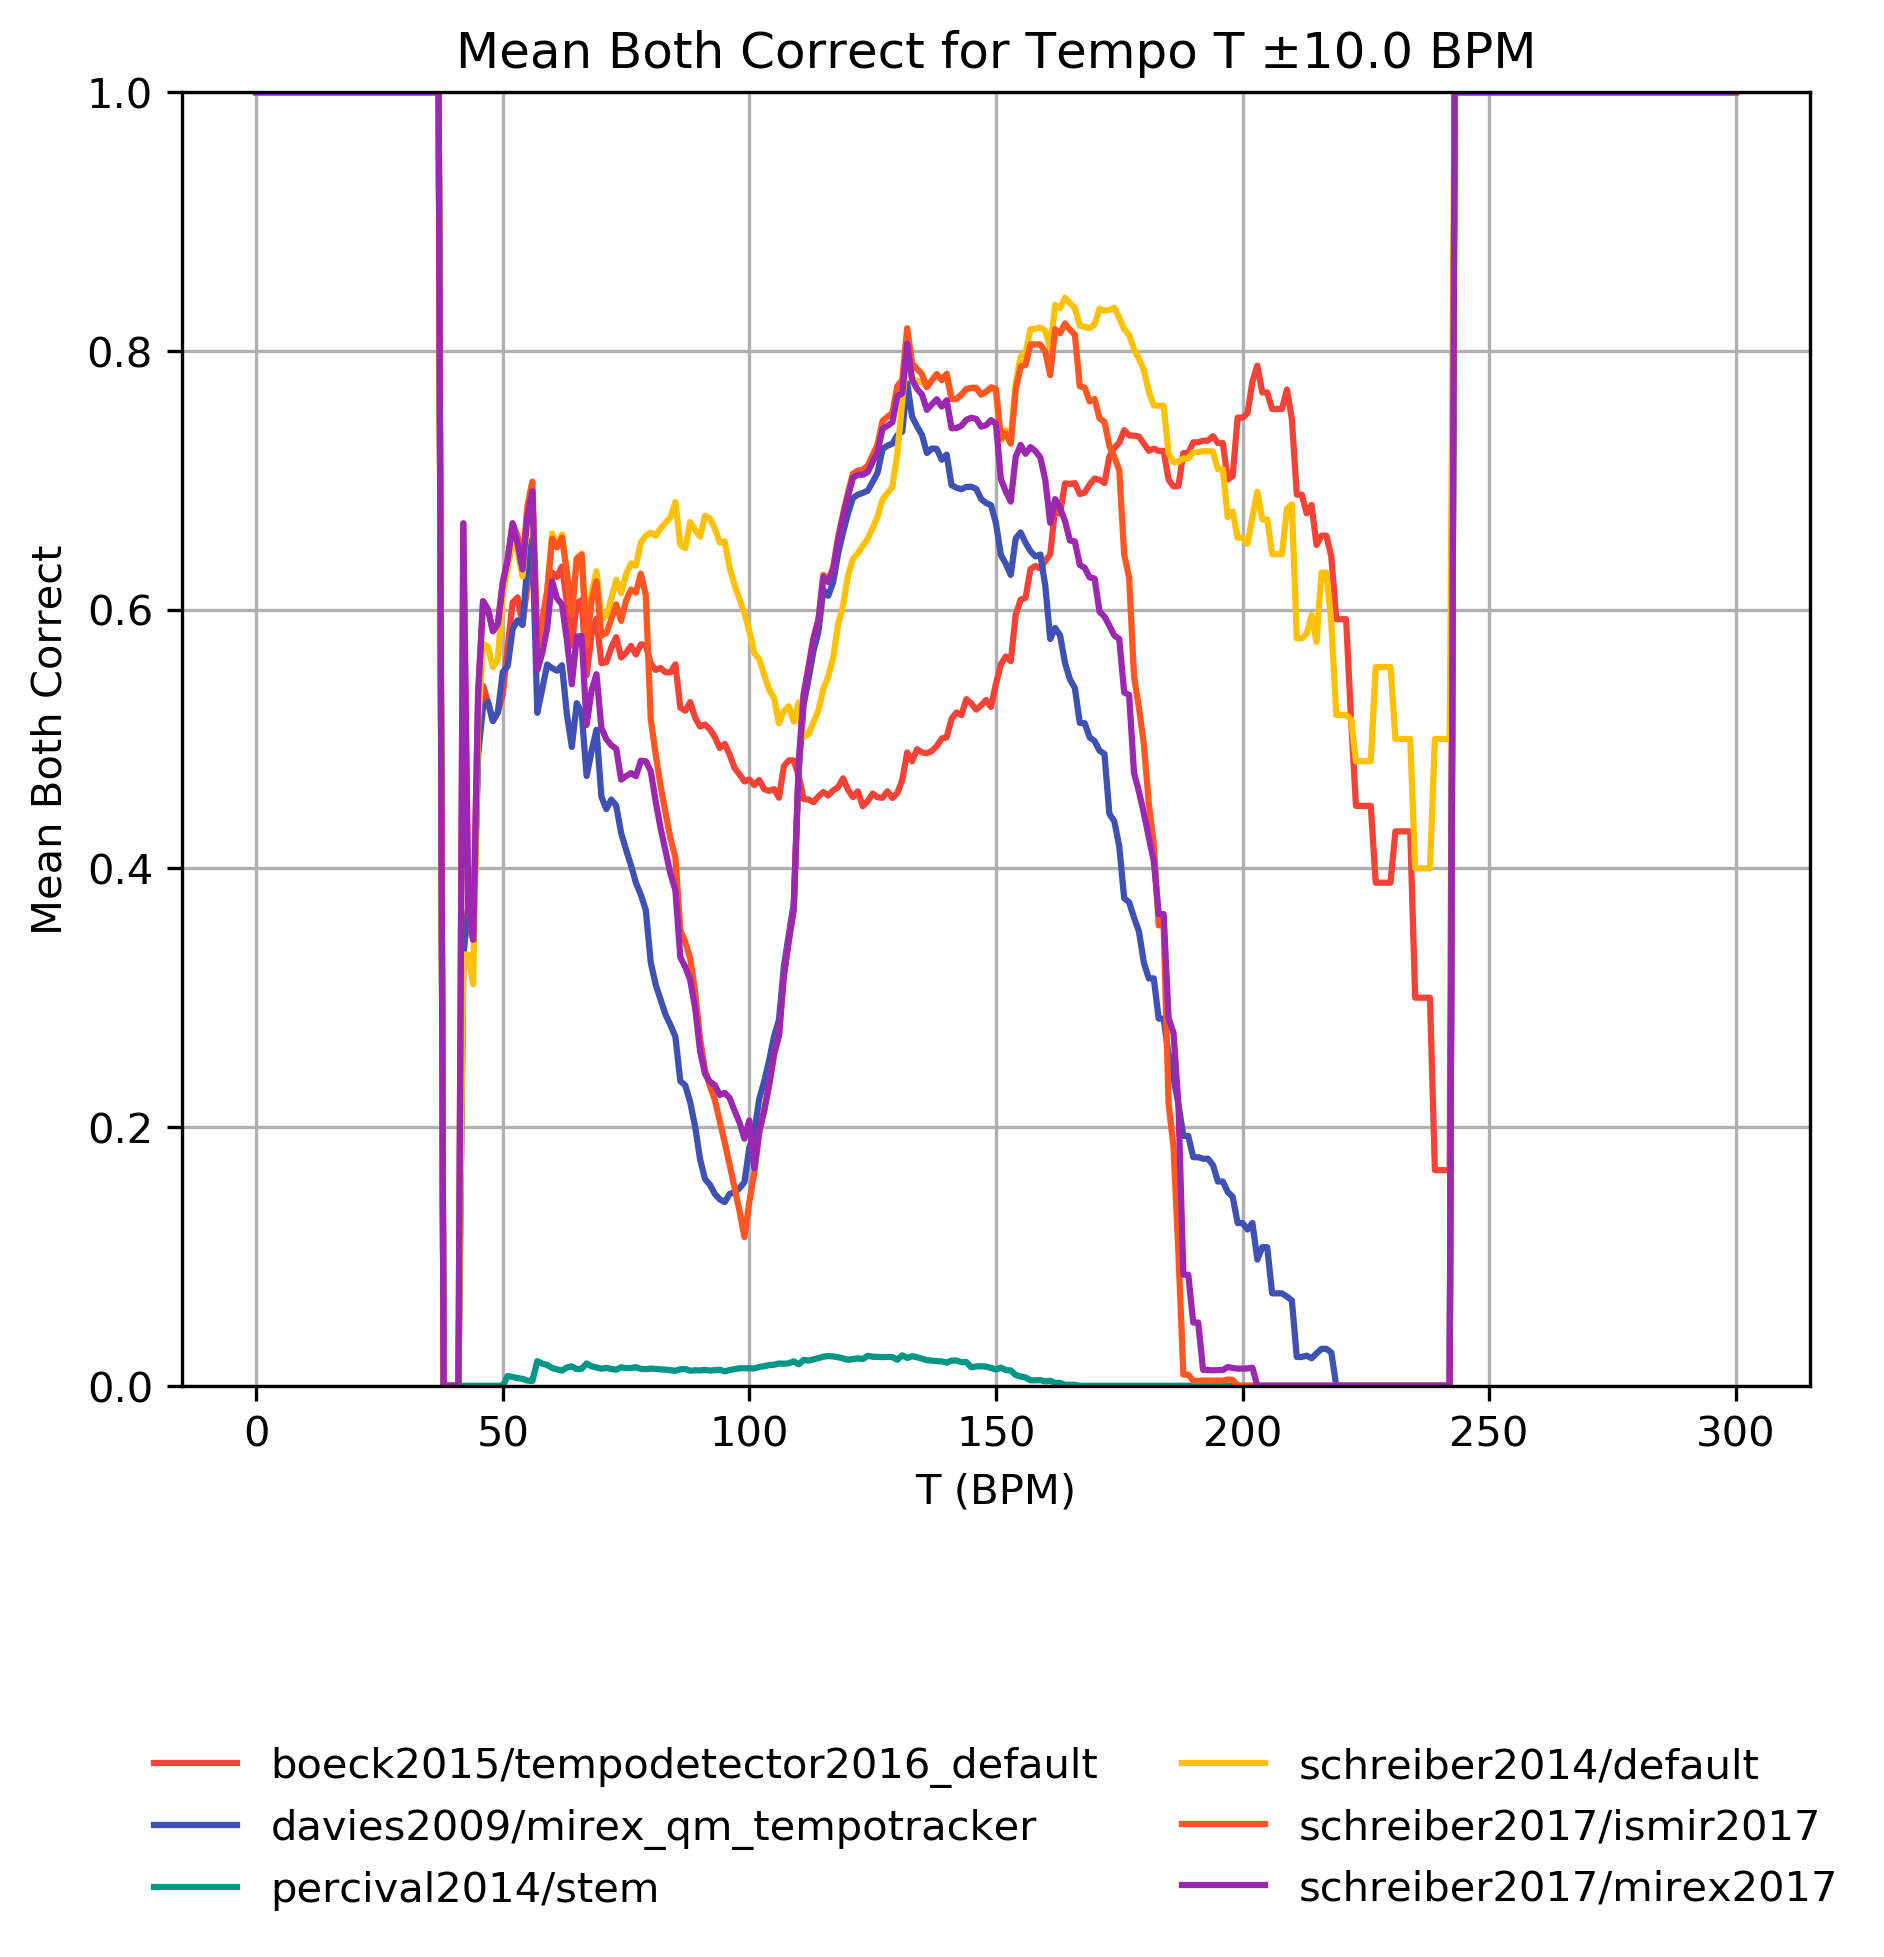 Mean Both Correct for Tempo T ±10.0 BPM
1.0
0.8
0.6
0.4
0.2
0.0
Mean Both Correct
0 50 100 150 200 250 300
T (BPM)
boeck2015/tempodetector2016_default
davies2009/mirex_qm_tempotracker
percival2014/stem
schreiber2014/default
schreiber2017/ismir2017
schreiber2017/mirex2017